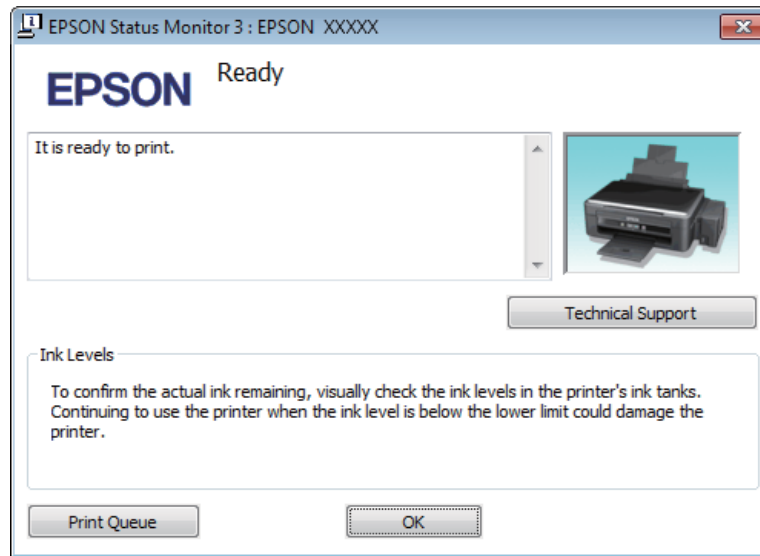 EPSON Status Monitor 3 : EPSON XXXXX
EPSON
Ready
It is ready to print.
Technical Support
Ink Levels
To confirm the actual ink remaining, visually check the ink levels in the printer's ink tanks.
Continuing to use the printer when the ink level is below the lower limit could damage the
printer.
Print Queue
OK